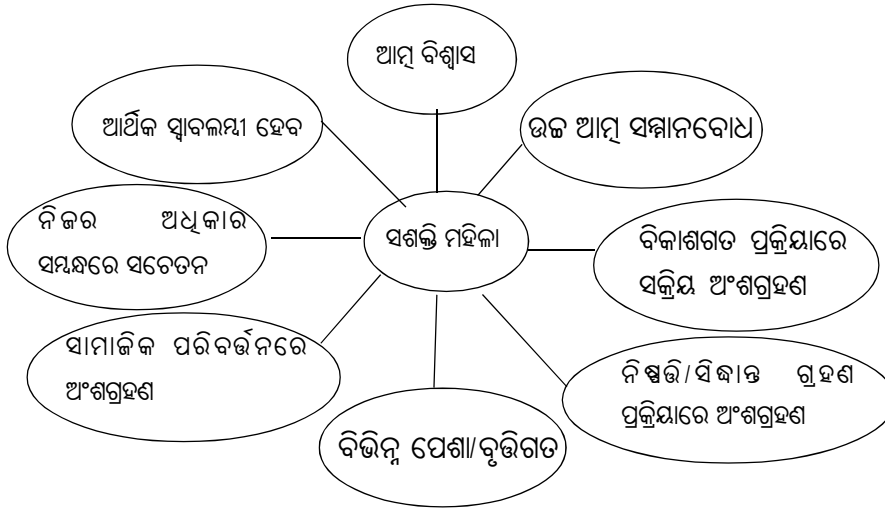 ଆତ୍ମ ବିଶ୍ୱାସ
ଆର୍ଥିକ ସ୍ୱାବଲମ୍ବୀ ହେବ
ଉଚ୍ଚ ଆତ୍ମ ସମ୍ମାନବୋଧ
ନିଜର ଅଧିକାର
ସମ୍ବନ୍ଧରେ ସଚେତନ
ସଶକ୍ତି ମହିଳା
ବିକାଶଗତ ପ୍ରକ୍ରିୟାରେ
ସକ୍ରିୟ ଅଂଶଗ୍ରହଣ
ସାମାଜିକ ପରିବର୍ତ୍ତନରେ
ଅଂଶଗ୍ରହଣ
ନିଷ୍ପତ୍ତି/ସିଦ୍ଧାନ୍ତ ଗ୍ରହଣ
ପ୍ରକ୍ରିୟାରେ ଅଂଶଗ୍ରହଣ
ବିଭିନ୍ନ ପେଶା/ବୃତ୍ତିଗତ